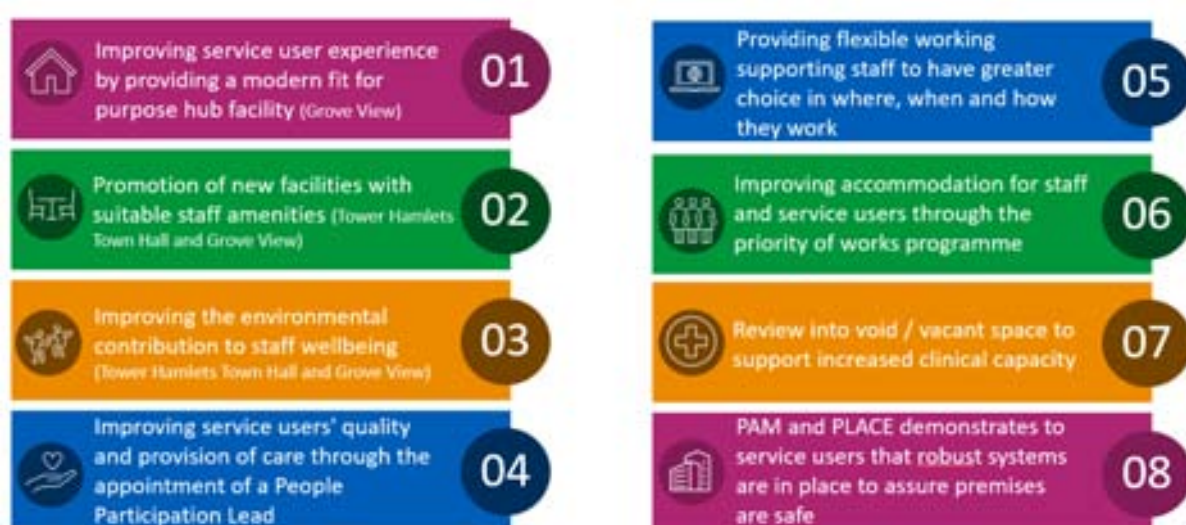 Improving service user experience
by providing a modern fit for
purpose hub facility (Grove View)
01
Promotion of new facilities with
suitable staff amenities (Tower Hamlets
Town Hall and Grove View)
02
Improving the environmental
contribution to staff wellbeing
(Tower Hamlets Town Hall and Grove View)
03
Improving service users' quality
and provision of care through the
appointment of a People
Participation Lead
04
Providing flexible working
supporting staff to have greater
choice in where, when and how
they work
05
Improving accommodation for staff
and service users through the
priority of works programme
06
Review into void / vacant space to
support increased clinical capacity
07
PAM and PLACE demonstrates to
service users that robust systems
are in place to assure premises
are safe
08